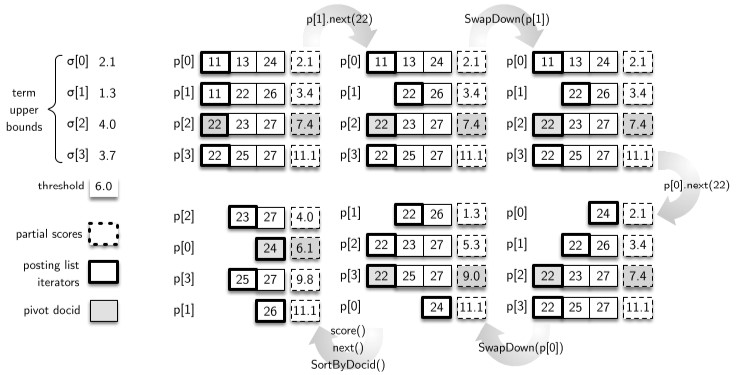 p[1].next(22)
SwapDown(p[1])
term
upper
bounds
σ[0] 2.1
σ[1] 1.3
σ[2] 4.0
σ[3] 3.7
threshold 6.0
partial scores
posting list
iterators
pivot docid
p[0] 11 13 24 2.1
p[1] 11 22 26 3.4
p[2] 22 23 27 7.4
p[3] 22 25 27 11.1
p[0] 11 13 24 2.1
p[1] 22 26 3.4
p[2] 22 23 27 7.4
p[3] 22 25 27 11.1
p[0] 11 13 24 2.1
p[1] 22 26 3.4
p[2] 22 23 27 7.4
p[3] 22 25 27 11.1
p[0].next(22)
p[2] 23 27 4.0
p[0] 24 6.1
p[3] 25 27 9.8
p[1] 26 11.1
p[1] 22 26 1.3
p[2] 22 23 27 5.3
p[3] 22 25 27 9.0
p[0] 24 11.1
p[0] 24 2.1
p[1] 22 26 3.4
p[2] 22 23 27 7.4
p[3] 22 25 27 11.1
score()
next()
SortByDocid()
SwapDown(p[0])